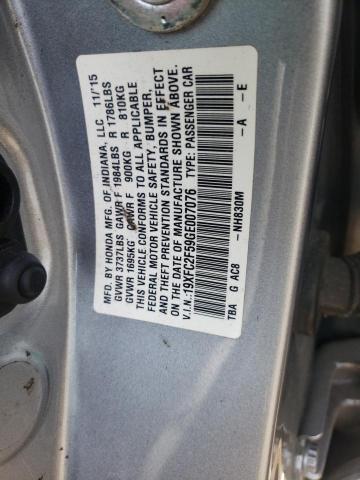 MFD. BY HONDA MFG. OF INDIANA, LLC 11/15
GVWR 3737LBS GAWR F 1984LBS R 1786LBS
GVWR 1695KG GAWR F 900KG R 810KG
THIS VEHICLE CONFORMS TO ALL APPLICABLE
FEDERAL MOTOR VEHICLE SAFETY, BUMPER,
AND THEFT PREVENTION STANDARDS IN EFFECT
ON THE DATE OF MANUFACTURE SHOWN ABOVE.
V.I.N.:19XFC2F59GE007076 TYPE: PASSENGER CAR
-NH830M -A -E
TBA G AC8